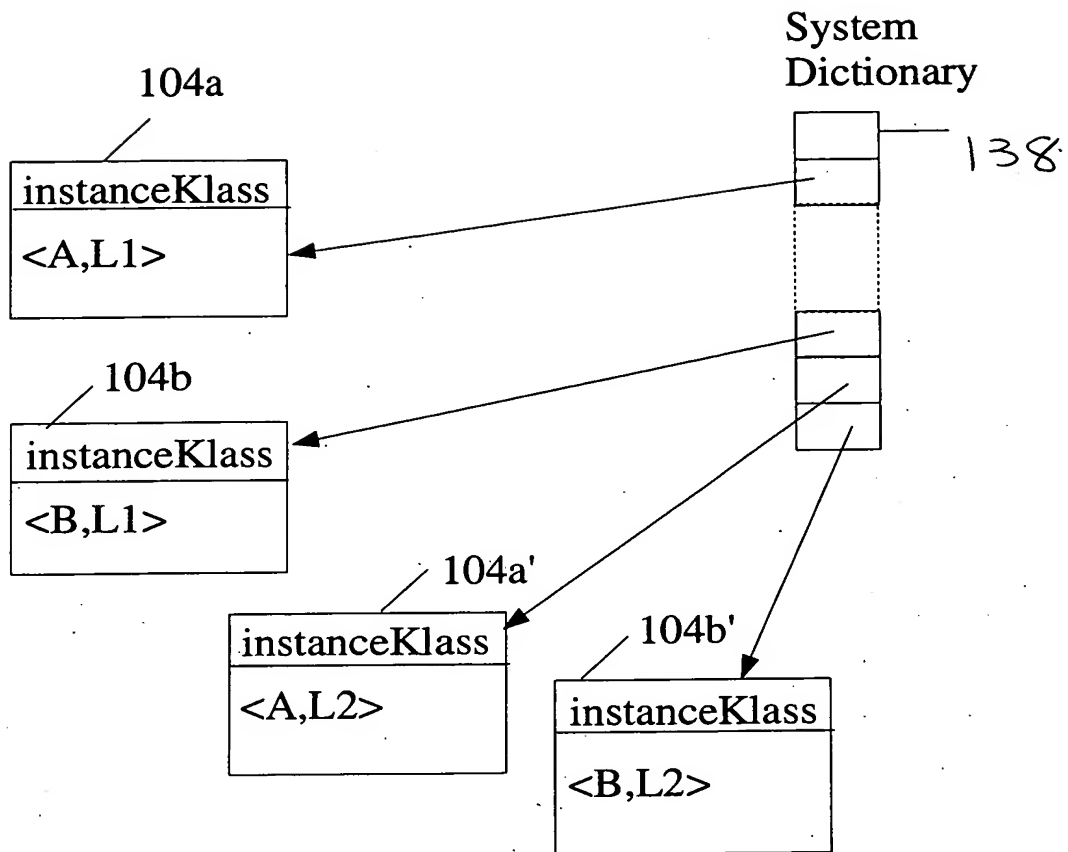 System
Dictionary
104a
138
instanceKlass
<A,L1>
104b
instanceKlass
<B,L1>
104a'
instanceKlass
<A,L2>
104b'
instanceKlass
<B,L2>